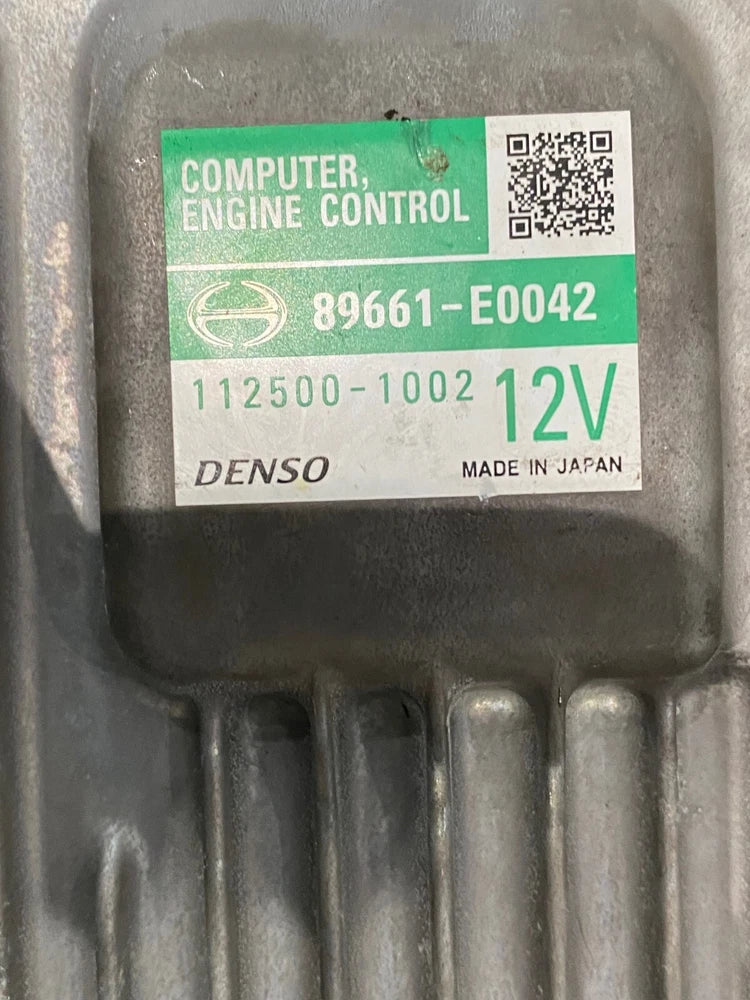 COMPUTER,
ENGINE CONTROL
89661-E0042
112500-1002 12V
DENSO MADE IN JAPAN